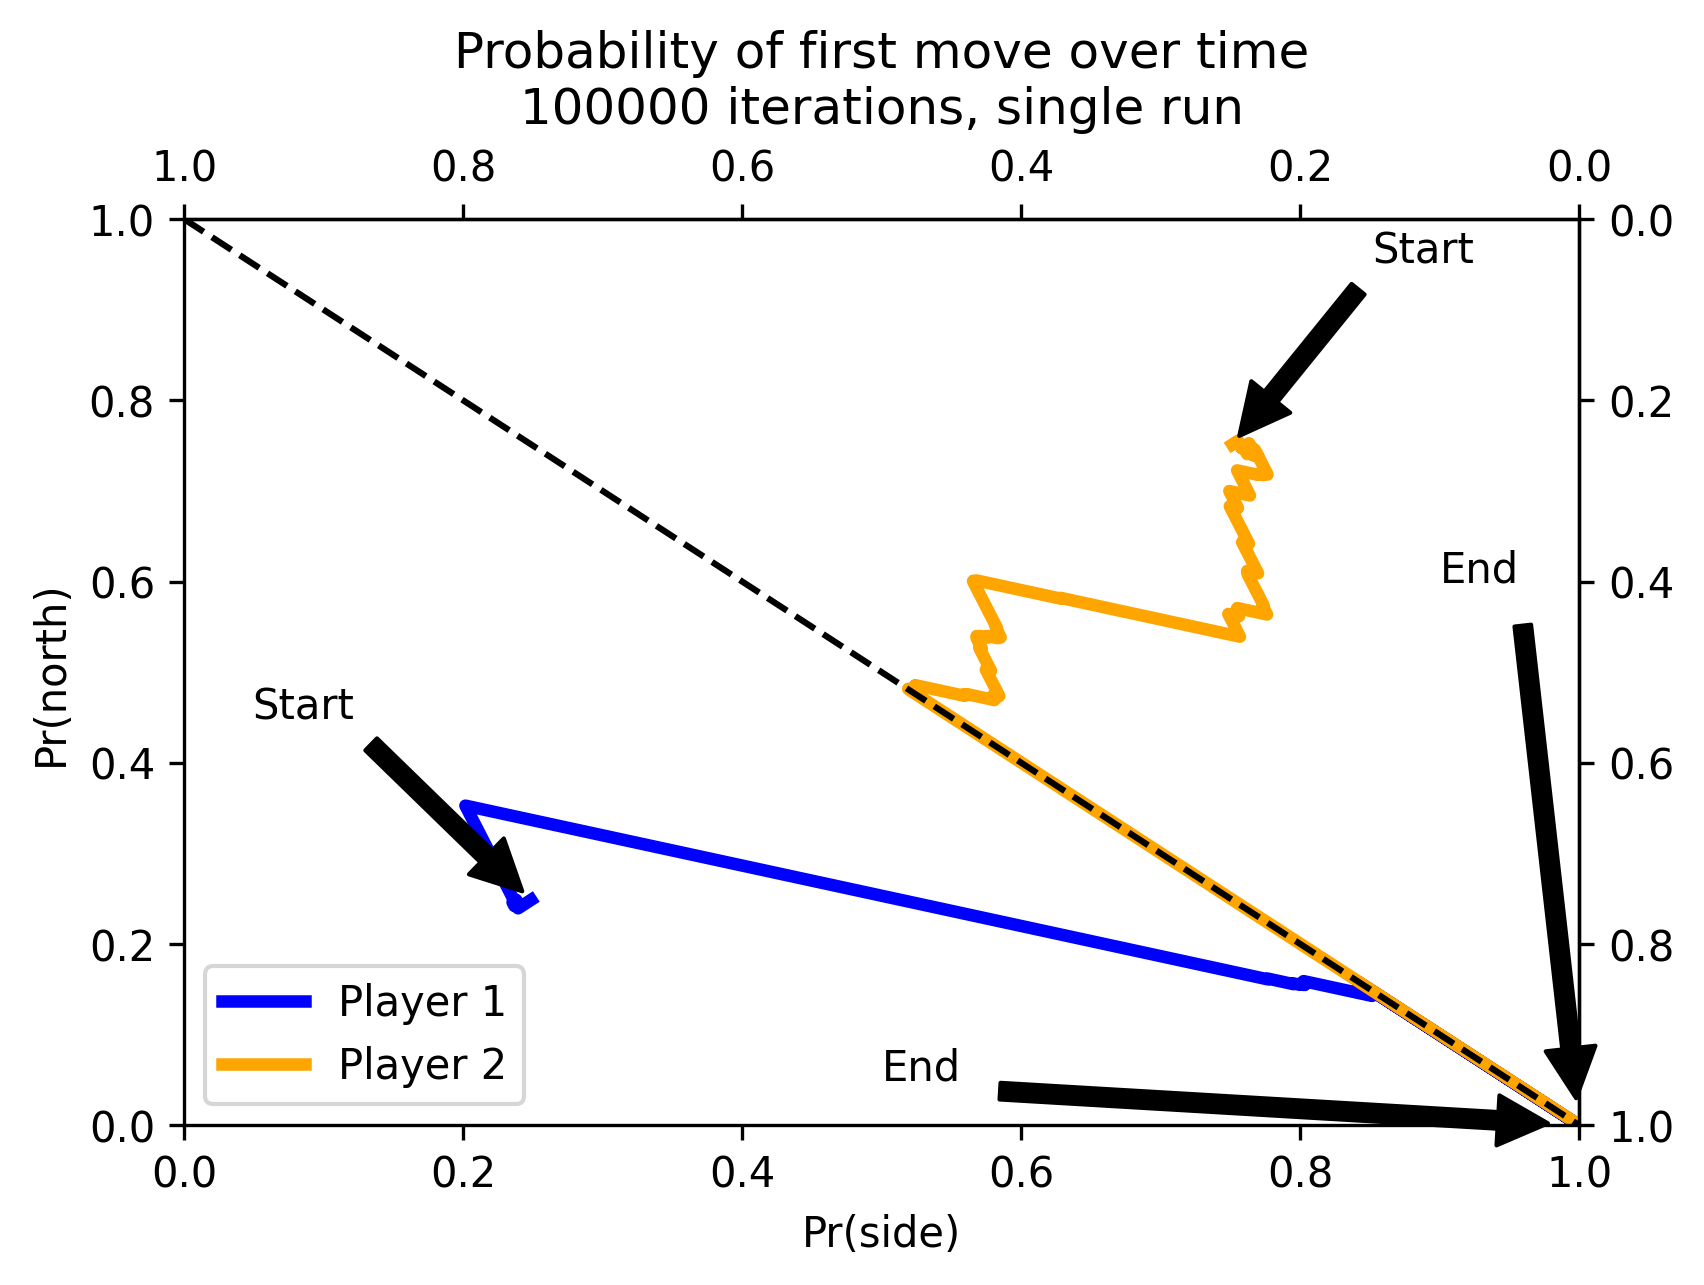 Probability of first move over time
100000 iterations, single run
1.0 0.8 0.6 0.4 0.2 0.0
1.0 0.0
Start
0.8 0.2
End
0.6 0.4
Pr(north)
Start
0.4 0.6
0.2 0.8
Player 1
Player 2
End
0.0 1.0
0.0 0.2 0.4 0.6 0.8 1.0
Pr(side)